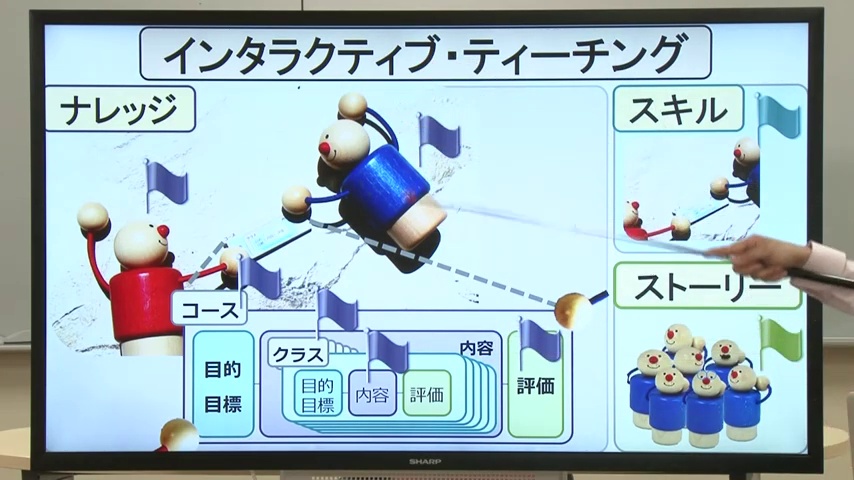 インタラクティブ・ティーチング
ナレッジ
スキル
ストーリー
コース
目的
目標
クラス
内容
目的
目標
内容
評価
評価
SHARP